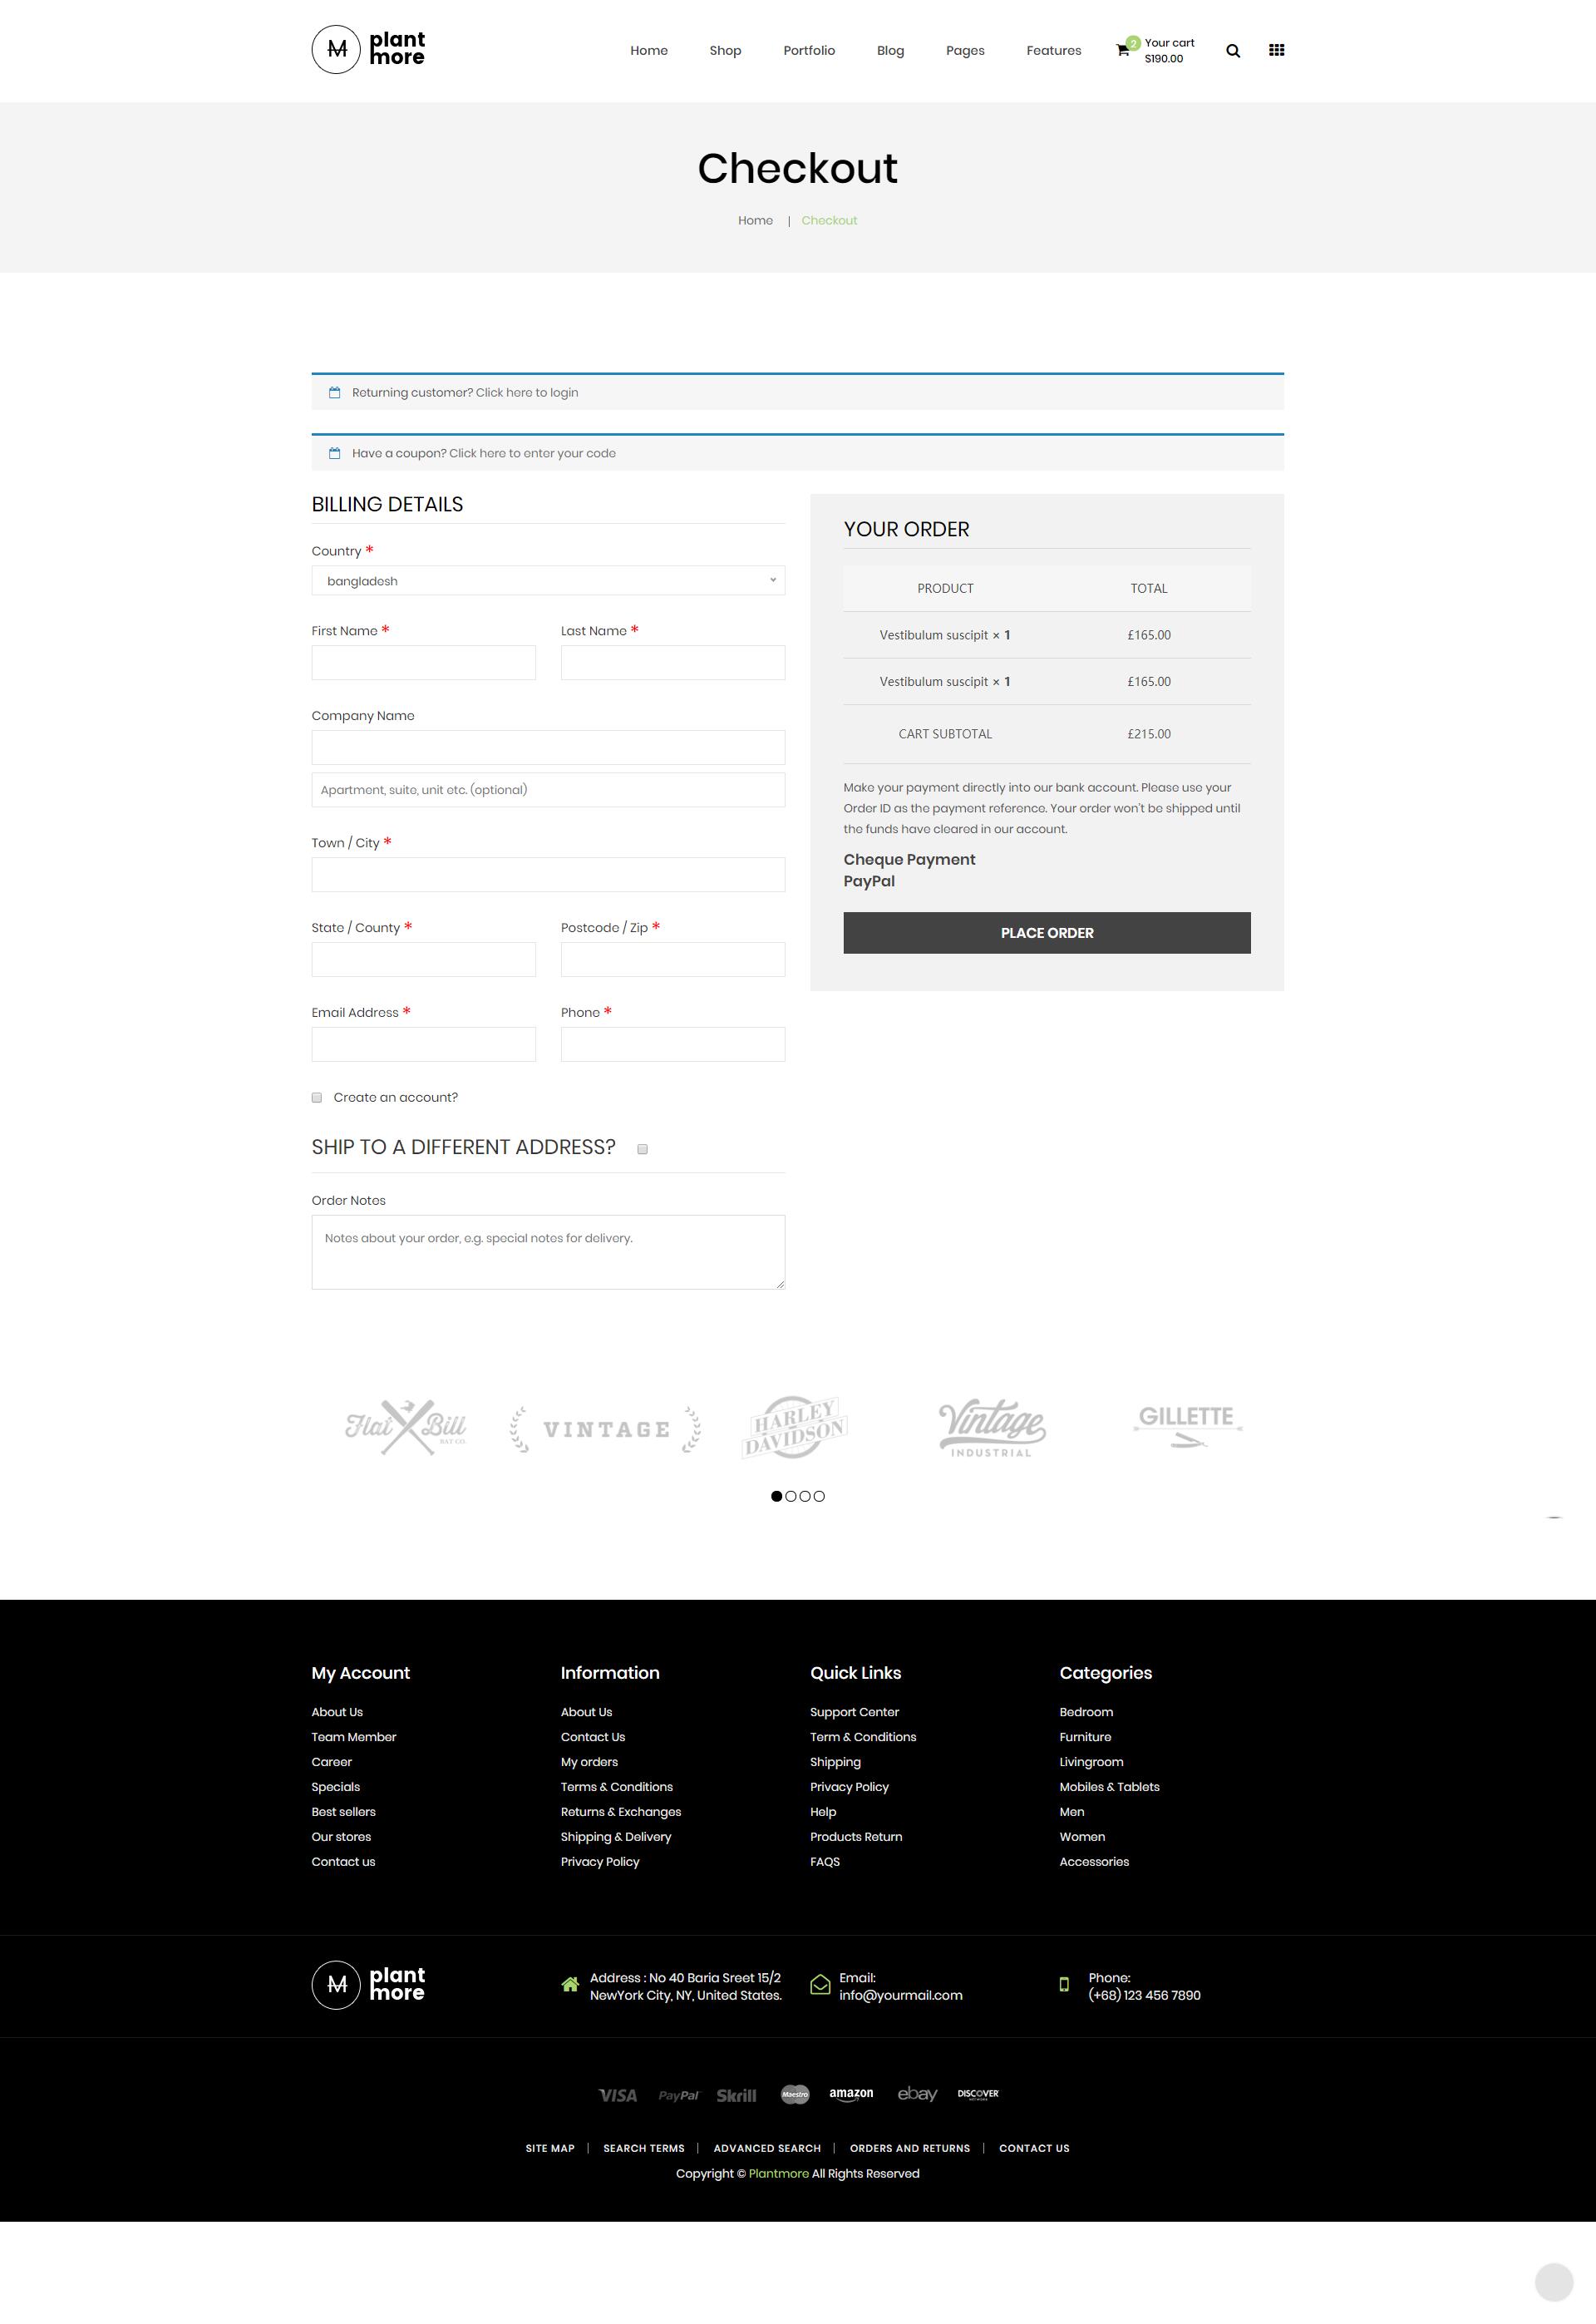 M plant more
Home Shop Portfolio Blog Pages Features 2 Your cart $190.00
Checkout
Home | Checkout
Returning customer? Click here to login
Have a coupon? Click here to enter your code
BILLING DETAILS
Country *
bangladesh
First Name * Last Name *
Company Name
Apartment, suite, unit etc. (optional)
Town / City *
State / County * Postcode / Zip *
Email Address * Phone *
Create an account?
SHIP TO A DIFFERENT ADDRESS?
Order Notes
Notes about your order, e.g. special notes for delivery.
YOUR ORDER
PRODUCT TOTAL
Vestibulum suscipit × 1 £165.00
Vestibulum suscipit × 1 £165.00
CART SUBTOTAL £215.00
Make your payment directly into our bank account. Please use your
Order ID as the payment reference. Your order won't be shipped until
the funds have cleared in our account.
Cheque Payment
PayPal
PLACE ORDER
Flat Bill
VINTAGE
HARLEY DAVIDSON
Vintage INDUSTRIAL
GILLETTE
My Account
About Us
Team Member
Career
Specials
Best sellers
Our stores
Contact us
Information
About Us
Contact Us
My orders
Terms & Conditions
Returns & Exchanges
Shipping & Delivery
Privacy Policy
Quick Links
Support Center
Term & Conditions
Shipping
Privacy Policy
Help
Products Return
FAQS
Categories
Bedroom
Furniture
Livingroom
Mobiles & Tablets
Men
Women
Accessories
M plant more
Address : No 40 Baria Sreet 15/2
NewYork City, NY, United States.
Email:
info@yourmail.com
Phone:
(+68) 123 456 7890
VISA PayPal Skrill Maestro amazon ebay DISCOVER
SITE MAP | SEARCH TERMS | ADVANCED SEARCH | ORDERS AND RETURNS | CONTACT US
Copyright © Plantmore All Rights Reserved